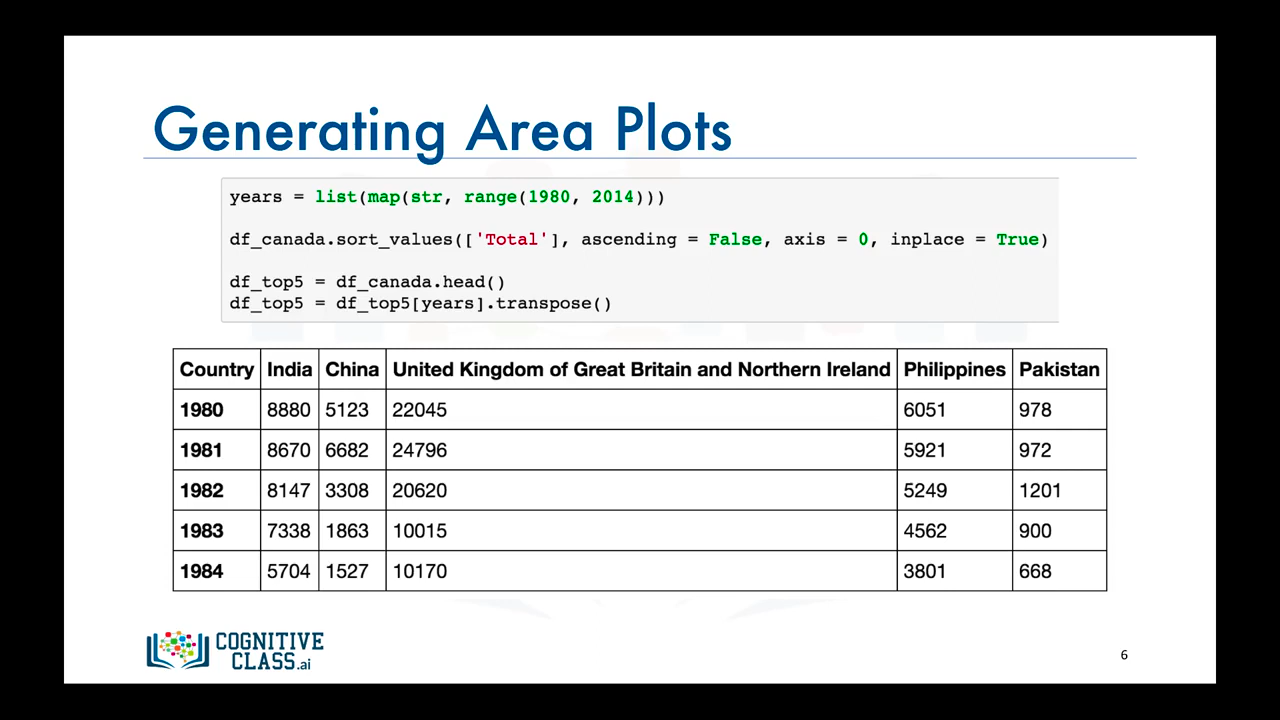 Generating Area Plots
years = list(map(str, range(1980, 2014)))
df_canada.sort_values(['Total'], ascending = False, axis = 0, inplace = True)
df_top5 = df_canada.head()
df_top5 = df_top5[years].transpose()
Country India China United Kingdom of Great Britain and Northern Ireland Philippines Pakistan
1980 8880 5123 22045 6051 978
1981 8670 6682 24796 5921 972
1982 8147 3308 20620 5249 1201
1983 7338 1863 10015 4562 900
1984 5704 1527 10170 3801 668
COGNITIVE
CLASS.ai
6